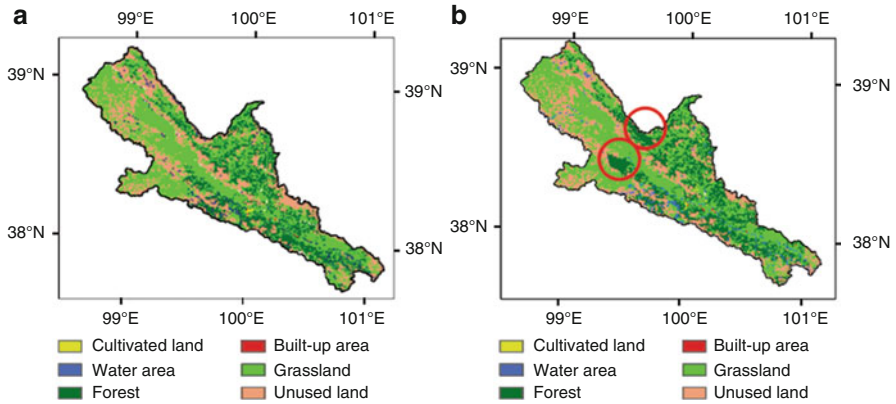 a
99°E 100°E 101°E
39°N
39°N
38°N
38°N
99°E 100°E 101°E
Cultivated land
Built-up area
Water area
Grassland
Forest
Unused land
b
99°E 100°E 101°E
39°N
39°N
38°N
38°N
99°E 100°E 101°E
Cultivated land
Built-up area
Water area
Grassland
Forest
Unused land